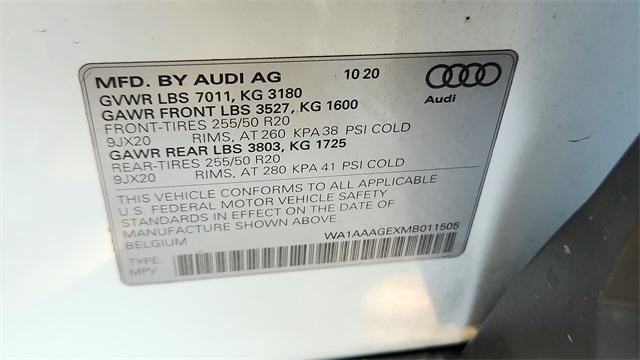 MFD. BY AUDI AG 10 20
GVWR LBS 7011, KG 3180
GAWR FRONT LBS 3527, KG 1600
FRONT-TIRES 255/50 R20
9JX20 RIMS, AT 260 KPA 38 PSI COLD
GAWR REAR LBS 3803, KG 1725
REAR-TIRES 255/50 R20
9JX20 RIMS, AT 280 KPA 41 PSI COLD
Audi
THIS VEHICLE CONFORMS TO ALL APPLICABLE
U.S. FEDERAL MOTOR VEHICLE SAFETY
STANDARDS IN EFFECT ON THE DATE OF
MANUFACTURE SHOWN ABOVE.
BELGIUM WA1AAAGEXMB011505
TYPE:
MPV